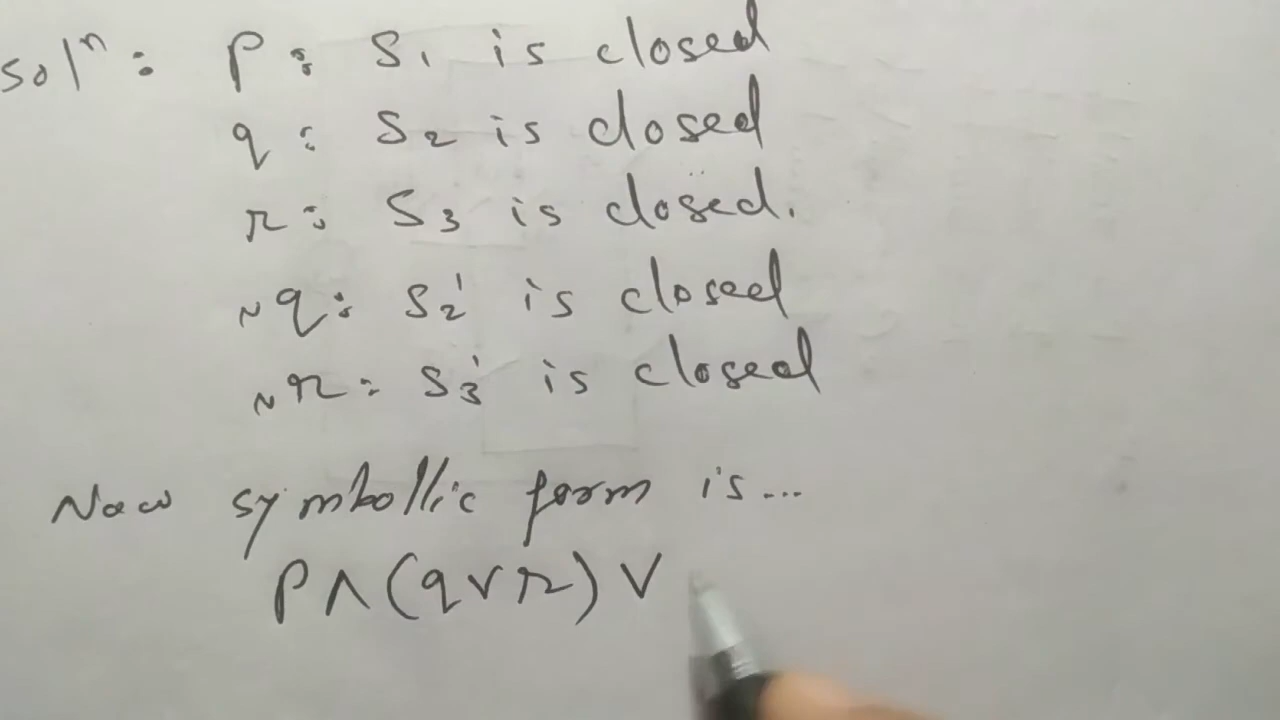 Solⁿ: p: S₁ is closed
q: S₂ is closed
r: S₃ is closed.
~q: S₂' is closed
~r: S₃' is closed
Now symbollic form is...
p∧(q∨r)∨